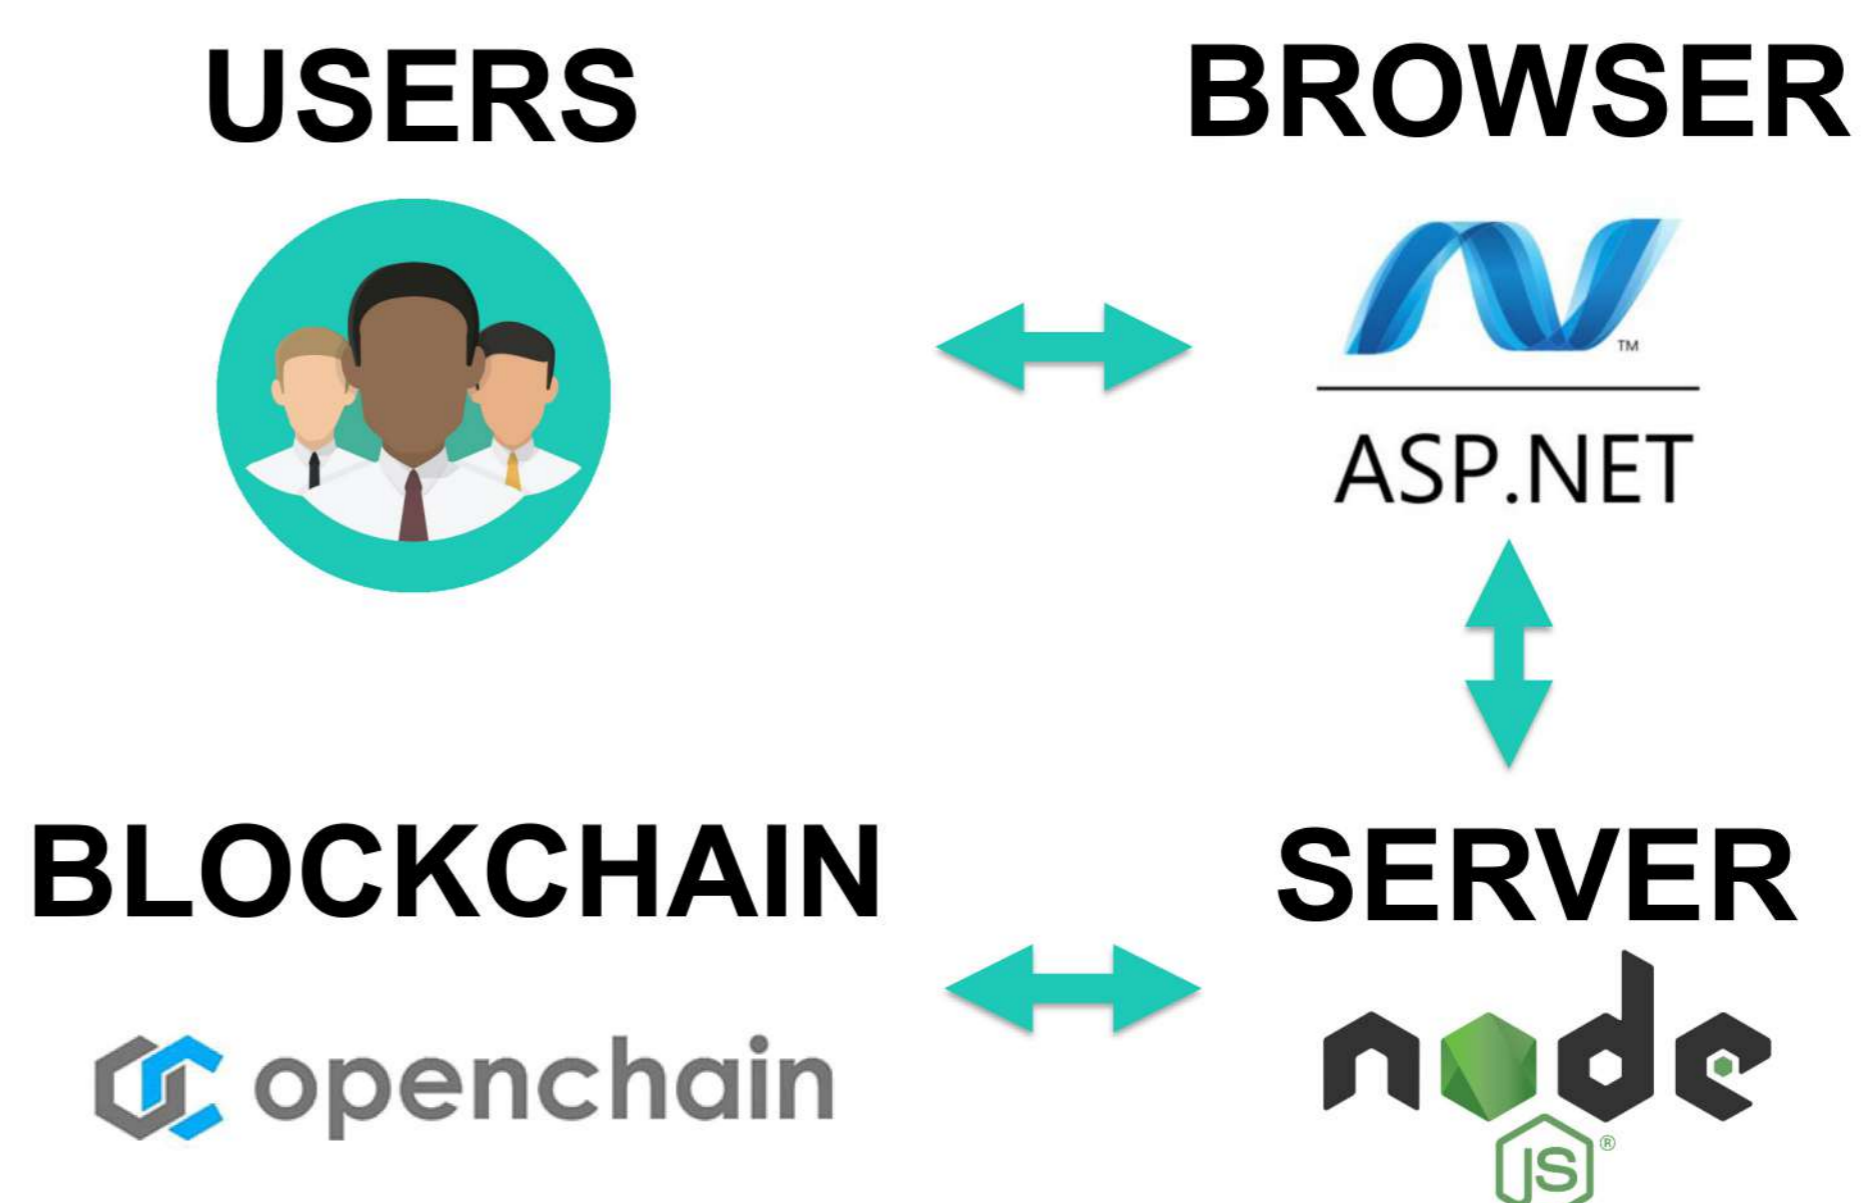 USERS
BROWSER
TM
ASP.NET
BLOCKCHAIN
SERVER
openchain
node
JS®